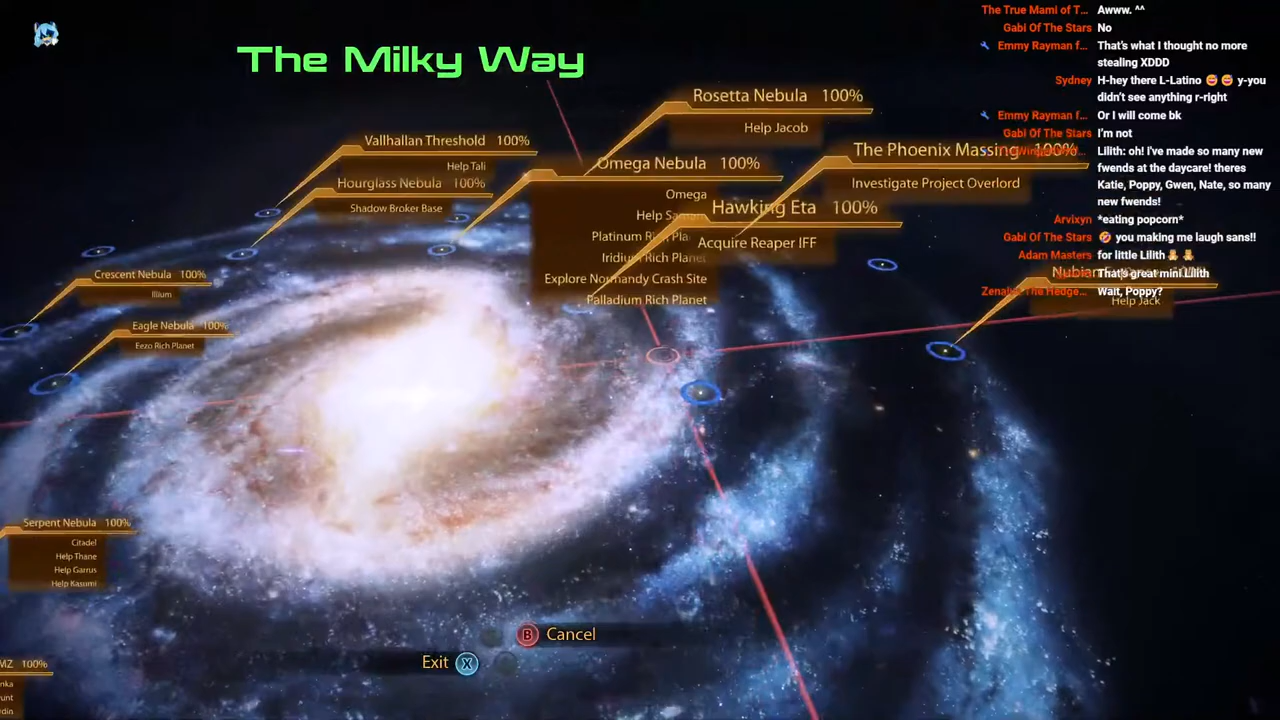 The Milky Way
Rosetta Nebula 100%
Help Jacob
Vallhallan Threshold 100%
Help Tali
Hourglass Nebula 100%
Shadow Broker Base
Omega Nebula 100%
Omega
Help
Platinum
Iridium Rich Planet
Explore Normandy Crash Site
Palladium Rich Planet
The Phoenix Massing 100%
Investigate Project Overlord
Hawking Eta 100%
Acquire Reaper IFF
Crescent Nebula 100%
Illium
Eagle Nebula 100%
Eezo Rich Planet
Help Jack
Serpent Nebula 100%
Citadel
Help Thane
Help Garrus
Help Kasumi
MZ 100%
B Cancel
Exit X
The True Mami of T... Awww. ^^
Gabi Of The Stars No
Emmy Rayman f... That's what I thought no more
stealing XDDD
Sydney H-hey there L-Latino 🥰 🥰 y-you
didn't see anything r-right
Emmy Rayman f... Or I will come bk
Gabi Of The Stars I'm not
Lilith: oh! I've made so many new
fwends at the daycare! theres
Katie, Poppy, Gwen, Nate, so many
new fwends!
Arvixyn *eating popcorn*
Gabi Of The Stars 🤣 you making me laugh sans!!
Adam Masters for little Lilith 🧸 🧸
That's great mini Lilith
Wait, Poppy?